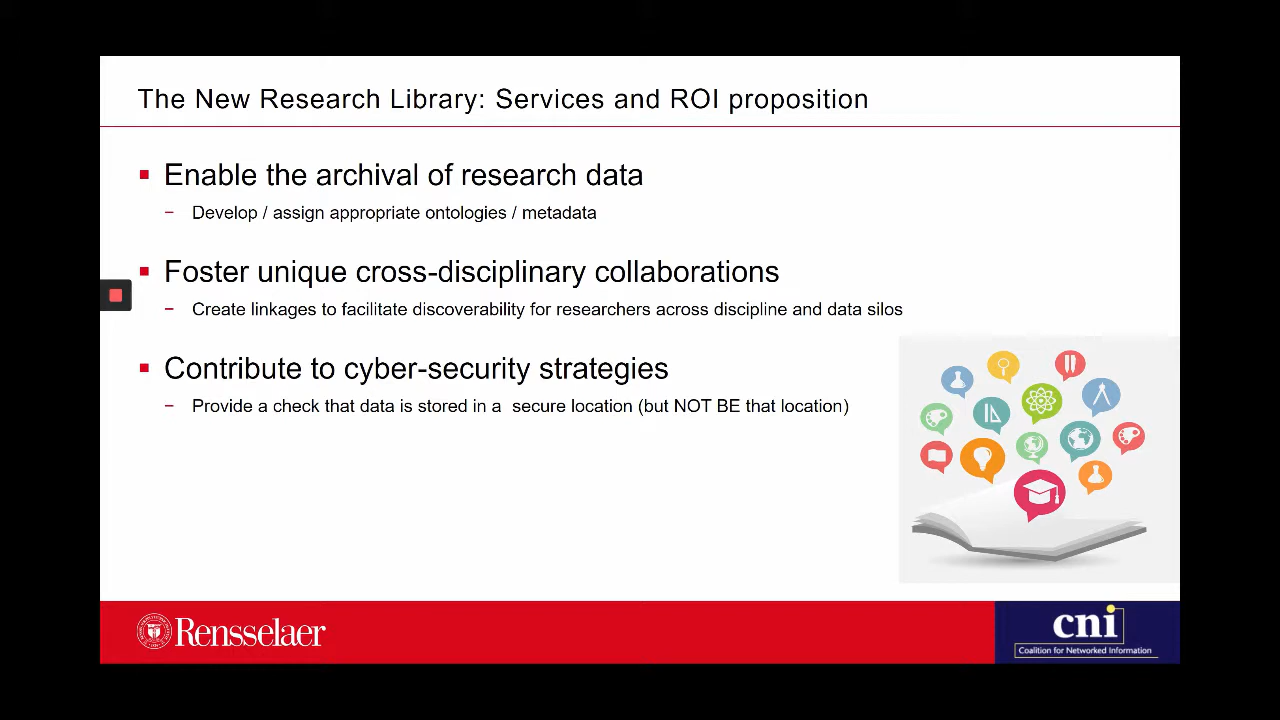 The New Research Library: Services and ROI proposition
Enable the archival of research data
Develop / assign appropriate ontologies / metadata
Foster unique cross-disciplinary collaborations
Create linkages to facilitate discoverability for researchers across discipline and data silos
Contribute to cyber-security strategies
Provide a check that data is stored in a  secure location (but NOT BE that location)
Rensselaer
cni
Coalition for Networked Information